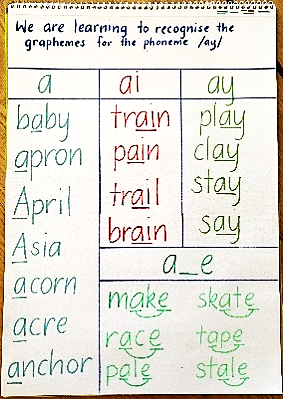 We are learning to recognise the
graphemes for the phoneme /ay/
a
baby
apron
April
Asia
acorn
acre
anchor
ai
train
pain
trail
brain
ay
play
clay
stay
say
a_e
make skate
race tape
pale stale